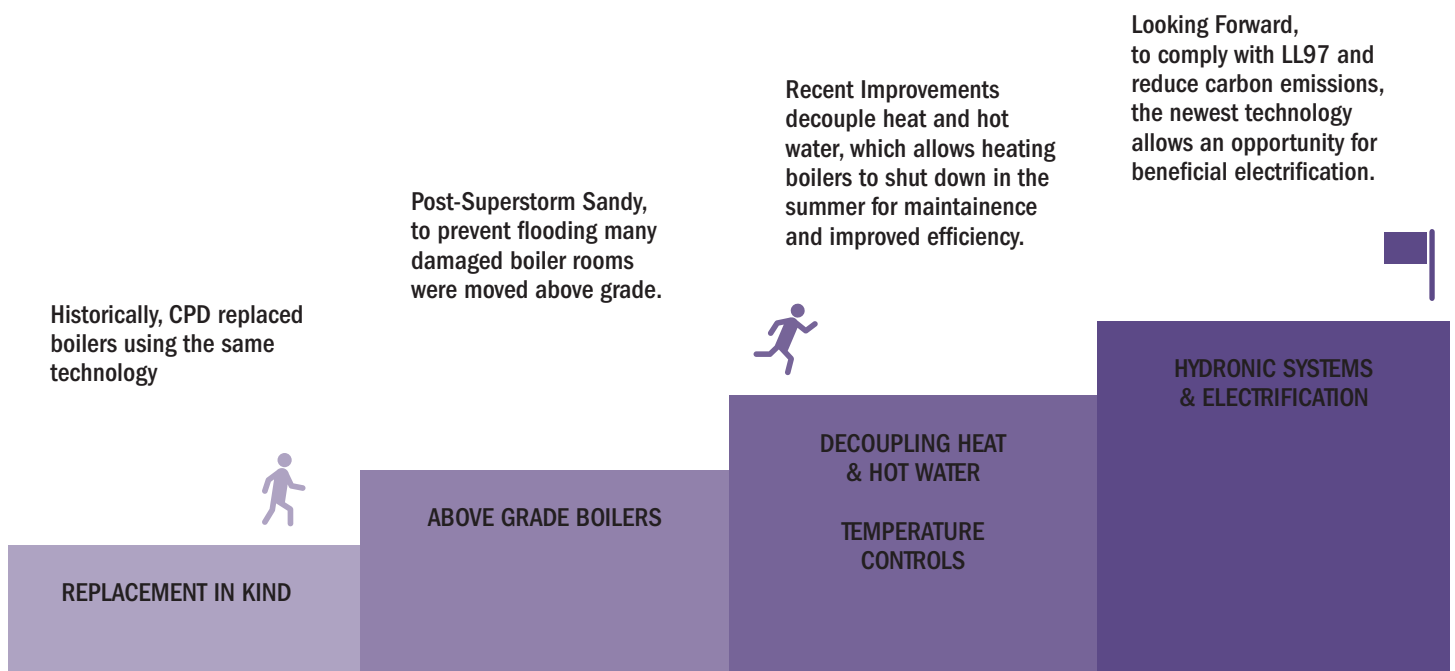 Historically, CPD replaced
boilers using the same
technology
REPLACEMENT IN KIND
Post-Superstorm Sandy,
to prevent flooding many
damaged boiler rooms
were moved above grade.
ABOVE GRADE BOILERS
Recent Improvements
decouple heat and hot
water, which allows heating
boilers to shut down in the
summer for maintainence
and improved efficiency.
DECOUPLING HEAT
& HOT WATER
TEMPERATURE
CONTROLS
Looking Forward,
to comply with LL97 and
reduce carbon emissions,
the newest technology
allows an opportunity for
beneficial electrification.
HYDRONIC SYSTEMS
& ELECTRIFICATION